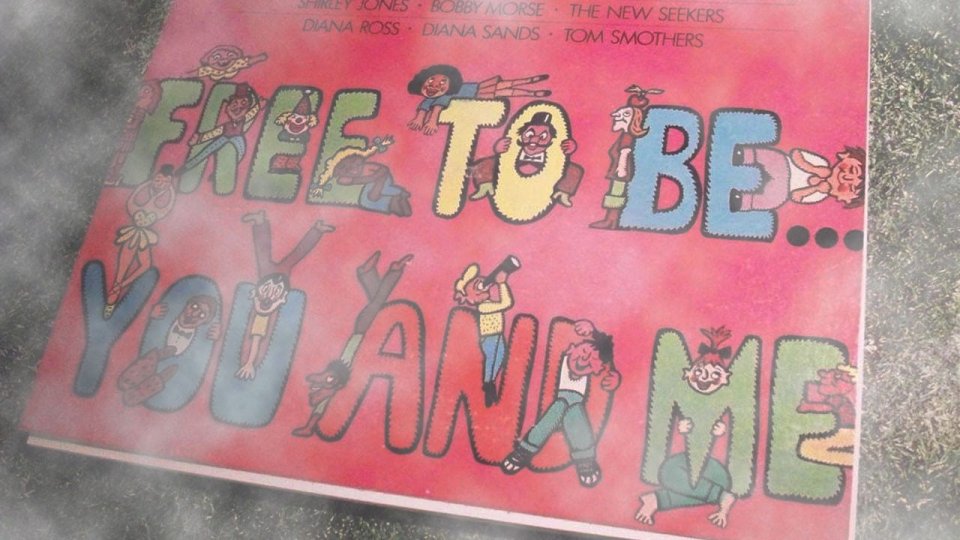 SHIRLEY JONES · BOBBY MORSE · THE NEW SEEKERS
DIANA ROSS · DIANA SANDS · TOM SMOTHERS
FREE TO BE...
YOU AND ME